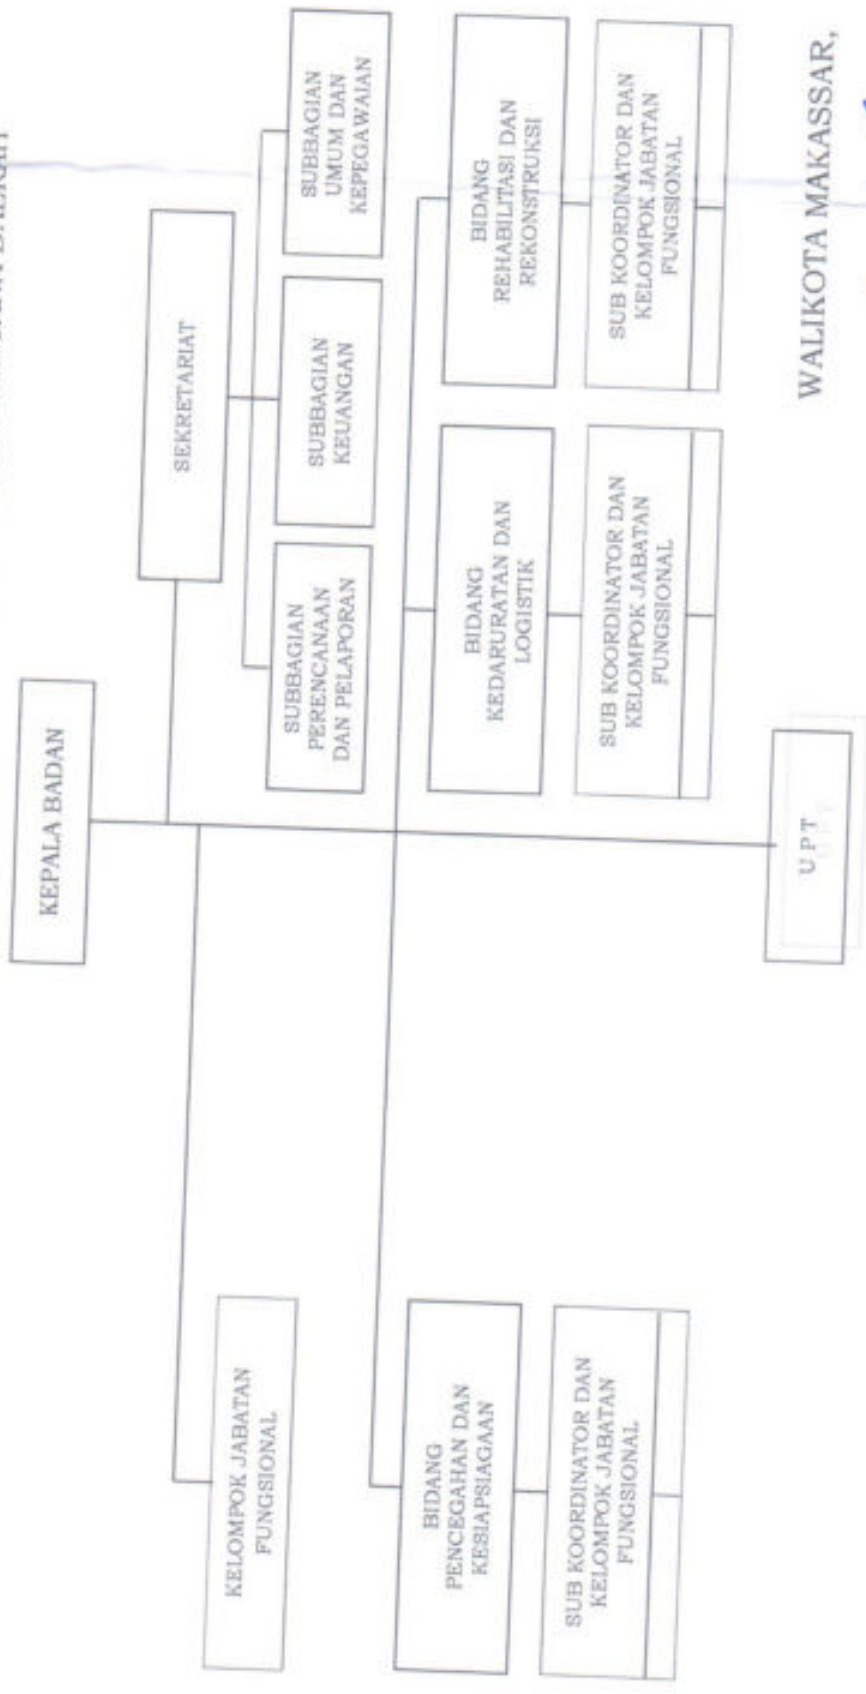 KEPALA BADAN
SEKRETARIAT
KELOMPOK JABATAN
FUNGSIONAL
SUBBAGIAN
PERENCANAAN
DAN PELAPORAN
SUBBAGIAN
KEUANGAN
SUBBAGIAN
UMUM DAN
KEPEGAWAIAN
BIDANG
PENCEGAHAN DAN
KESIAPSIAGAAN
BIDANG
KEDARURATAN DAN
LOGISTIK
BIDANG
REHABILITASI DAN
REKONSTRUKSI
SUB KOORDINATOR DAN
KELOMPOK JABATAN
FUNGSIONAL
SUB KOORDINATOR DAN
KELOMPOK JABATAN
FUNGSIONAL
SUB KOORDINATOR DAN
KELOMPOK JABATAN
FUNGSIONAL
U P T
WALIKOTA MAKASSAR,